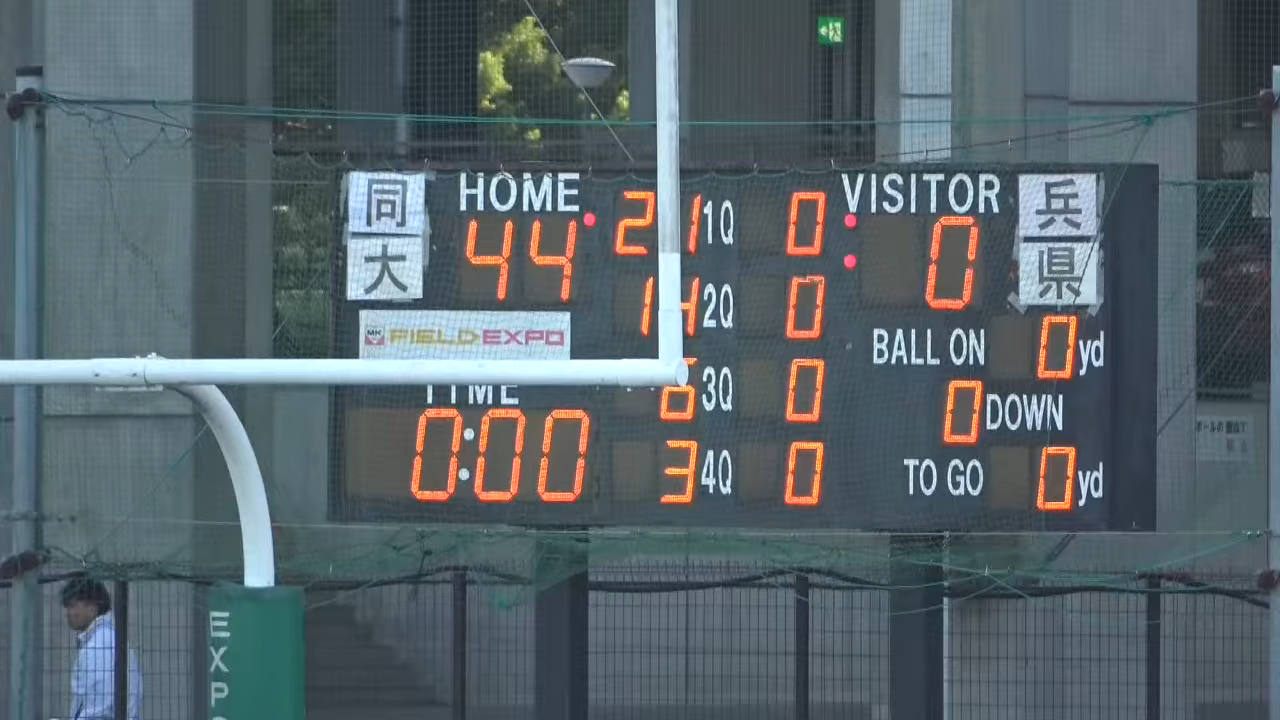 同大
HOME
44
21 1Q 0
14 2Q 0
6 3Q 0
3 4Q 0
VISITOR
0
兵県
MK FIELD EXPO
TIME
0:00
BALL ON 0 yd
0 DOWN
TO GO 0 yd
EXPO